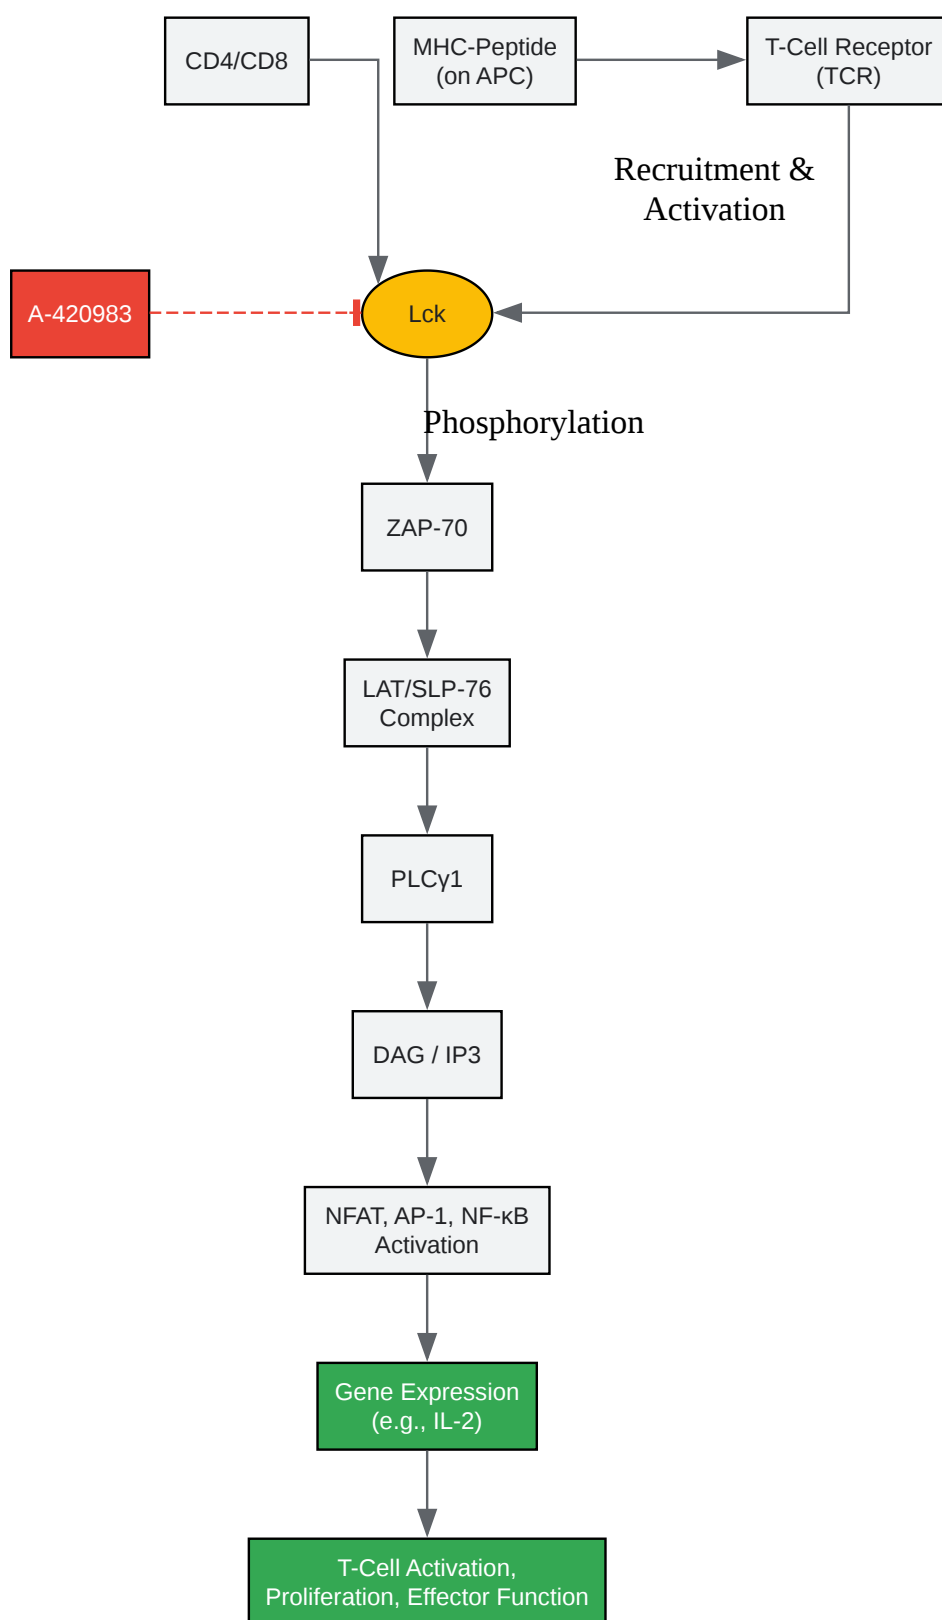 CD4/CD8
MHC-Peptide
(on APC)
T-Cell Receptor
(TCR)
Recruitment &
Activation
A-420983
Lck
Phosphorylation
ZAP-70
LAT/SLP-76
Complex
PLCγ1
DAG / IP3
NFAT, AP-1, NF-κB
Activation
Gene Expression
(e.g., IL-2)
T-Cell Activation,
Proliferation, Effector Function